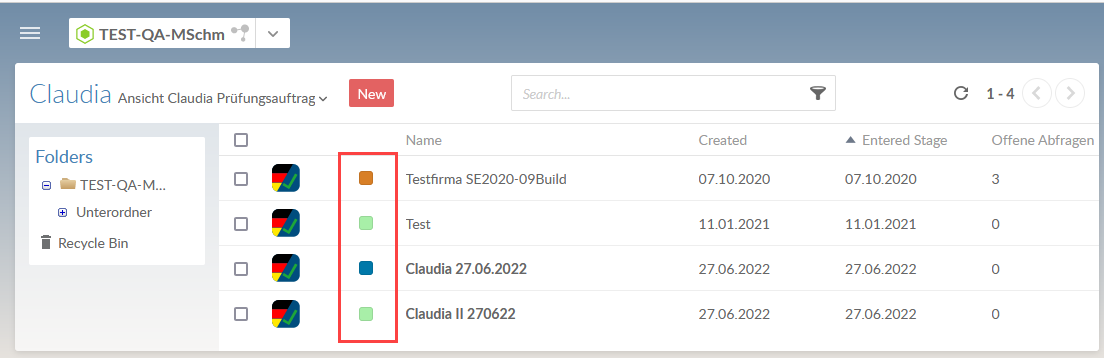 TEST-QA-MSchm
Claudia Ansicht Claudia Prüfungsauftrag New Search... 1 - 4
Folders
TEST-QA-M...
Unterordner
Recycle Bin
Name Created Entered Stage Offene Abfragen
Testfirma SE2020-09Build 07.10.2020 07.10.2020 3
Test 11.01.2021 11.01.2021 0
Claudia 27.06.2022 27.06.2022 27.06.2022 0
Claudia II 270622 27.06.2022 27.06.2022 0